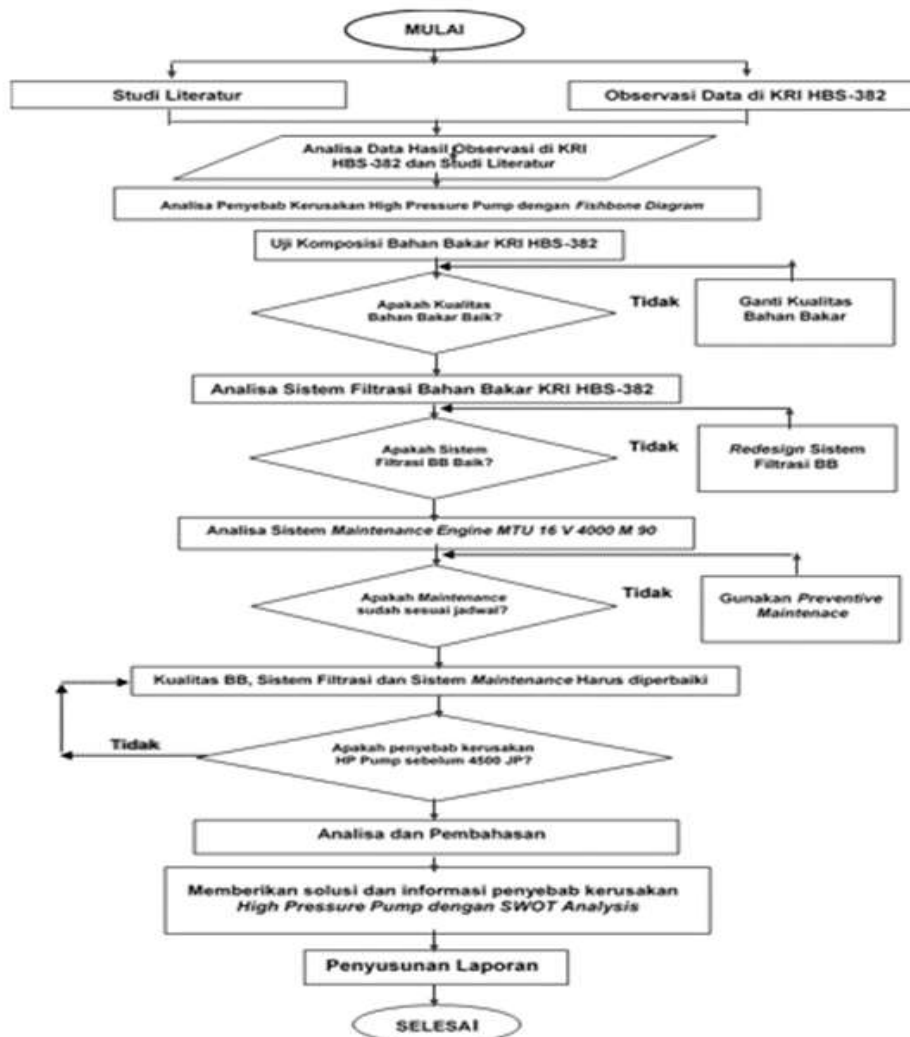 MULAI
Studi Literatur
Observasi Data di KRI HBS-382
Analisa Data Hasil Observasi di KRI
HBS-382 dan Studi Literatur
Analisa Penyebab Kerusakan High Pressure Pump dengan Fishbone Diagram
Uji Komposisi Bahan Bakar KRI HBS-382
Apakah Kualitas
Bahan Bakar Baik?
Tidak
Ganti Kualitas
Bahan Bakar
Analisa Sistem Filtrasi Bahan Bakar KRI HBS-382
Apakah Sistem
Filtrasi BB Baik?
Tidak
Redesign Sistem
Filtrasi BB
Analisa Sistem Maintenance Engine MTU 16 V 4000 M 90
Apakah Maintenance
sudah sesuai jadwal?
Tidak
Gunakan Preventive
Maintenace
Kualitas BB, Sistem Filtrasi dan Sistem Maintenance Harus diperbaiki
Tidak
Apakah penyebab kerusakan
HP Pump sebelum 4500 JP?
Analisa dan Pembahasan
Memberikan solusi dan informasi penyebab kerusakan
High Pressure Pump dengan SWOT Analysis
Penyusunan Laporan
SELESAI